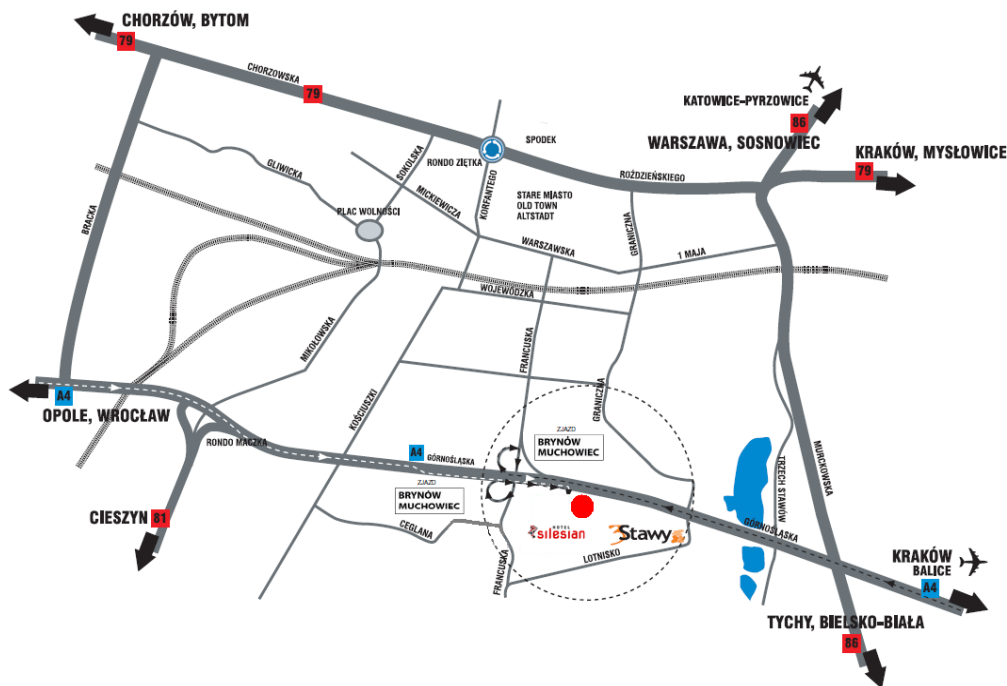 CHORZÓW, BYTOM
79
CHORZOWSKA
79
KATOWICE-PYRZOWICE
86
WARSZAWA, SOSNOWIEC
KRAKÓW, MYSŁOWICE
79
SPODEK
RONDO ZIĘTKA
ROŹDZIEŃSKIEGO
GLIWICKA
SOKOLSKA
MICKIEWICZA
KORFANTEGO
STARE MIASTO
OLD TOWN
ALTSTADT
PLAC WOLNOŚCI
BRACKA
WARSZAWSKA
GRANICZNA
1 MAJA
WOJEWÓDZKA
MIKOŁOWSKA
FRANCUSKA
KOŚCIUSZKI
GRANICZNA
A4
OPOLE, WROCŁAW
RONDO MACZKA
A4
GÓRNOŚLĄSKA
ZJAZD
BRYNÓW
MUCHOWIEC
ZJAZD
BRYNÓW
MUCHOWIEC
MURCKOWSKA
TRZECH STAWÓW
CIESZYN
81
CEGLANA
HOTEL
silesian
3Stawy
GÓRNOŚLĄSKA
LOTNISKO
FRANCUSKA
KRAKÓW
BALICE
A4
TYCHY, BIELSKO-BIAŁA
86